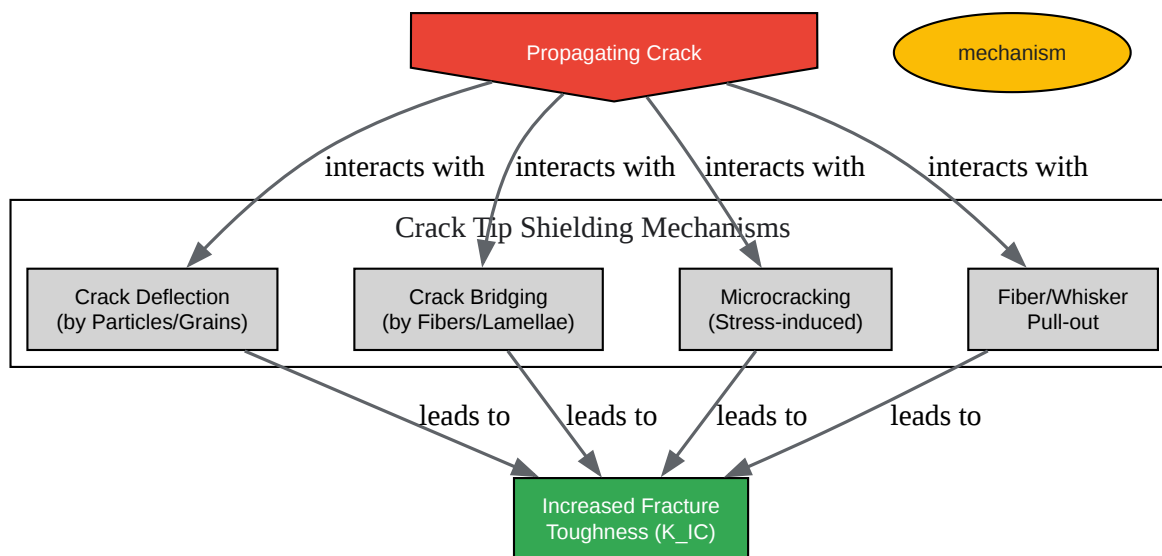 Propagating Crack
mechanism
interacts with
interacts with
interacts with
interacts with
Crack Tip Shielding Mechanisms
Crack Deflection
(by Particles/Grains)
Crack Bridging
(by Fibers/Lamellae)
Microcracking
(Stress-induced)
Fiber/Whisker
Pull-out
leads to
leads to
leads to
leads to
Increased Fracture
Toughness (K_IC)